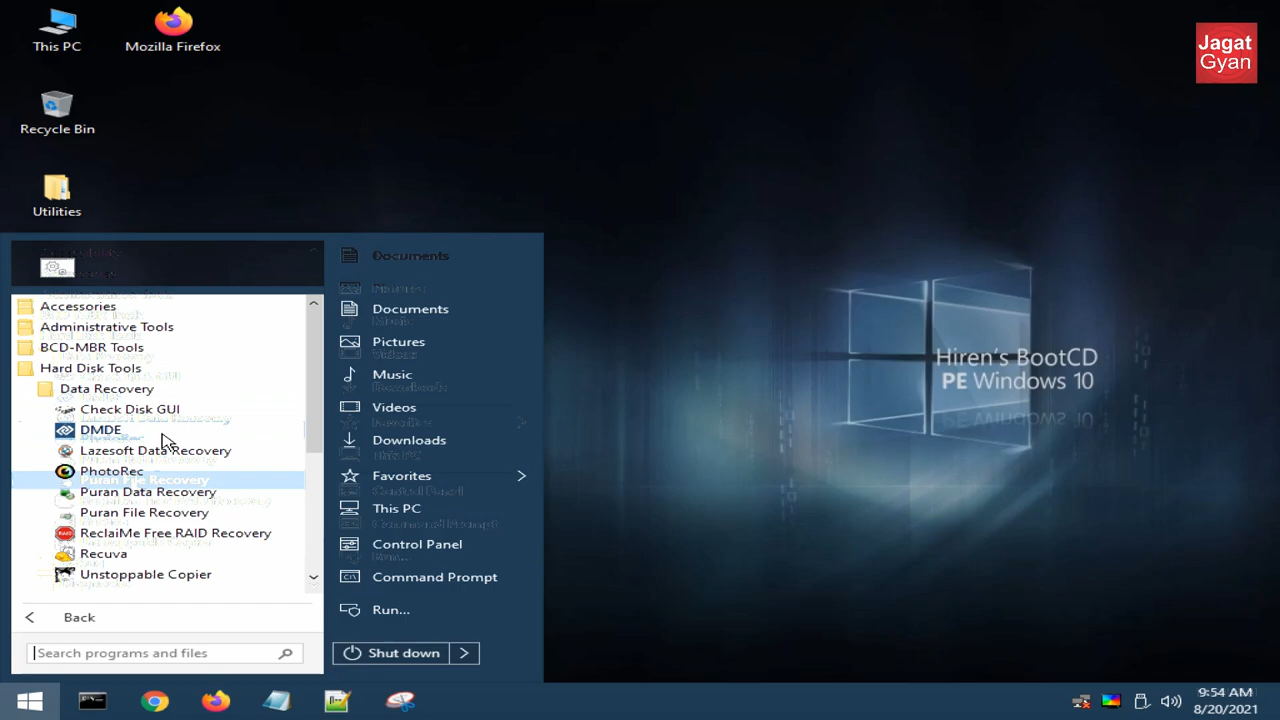 This PC
Mozilla Firefox
Jagat
Gyan
Recycle Bin
Utilities
Documents
Accessories
Administrative Tools
BCD-MBR Tools
Hard Disk Tools
Data Recovery
Check Disk GUI
DMDE
Lazesoft Data Recovery
PhotoRec
Puran File Recovery
Puran Data Recovery
Puran File Recovery
ReclaiMe Free RAID Recovery
Recuva
Unstoppable Copier
Back
Search programs and files
Documents
Pictures
Music
Videos
Downloads
Favorites
This PC
Control Panel
Command Prompt
Run...
Shut down
Hiren's BootCD
PE Windows 10
9:54 AM
8/20/2021